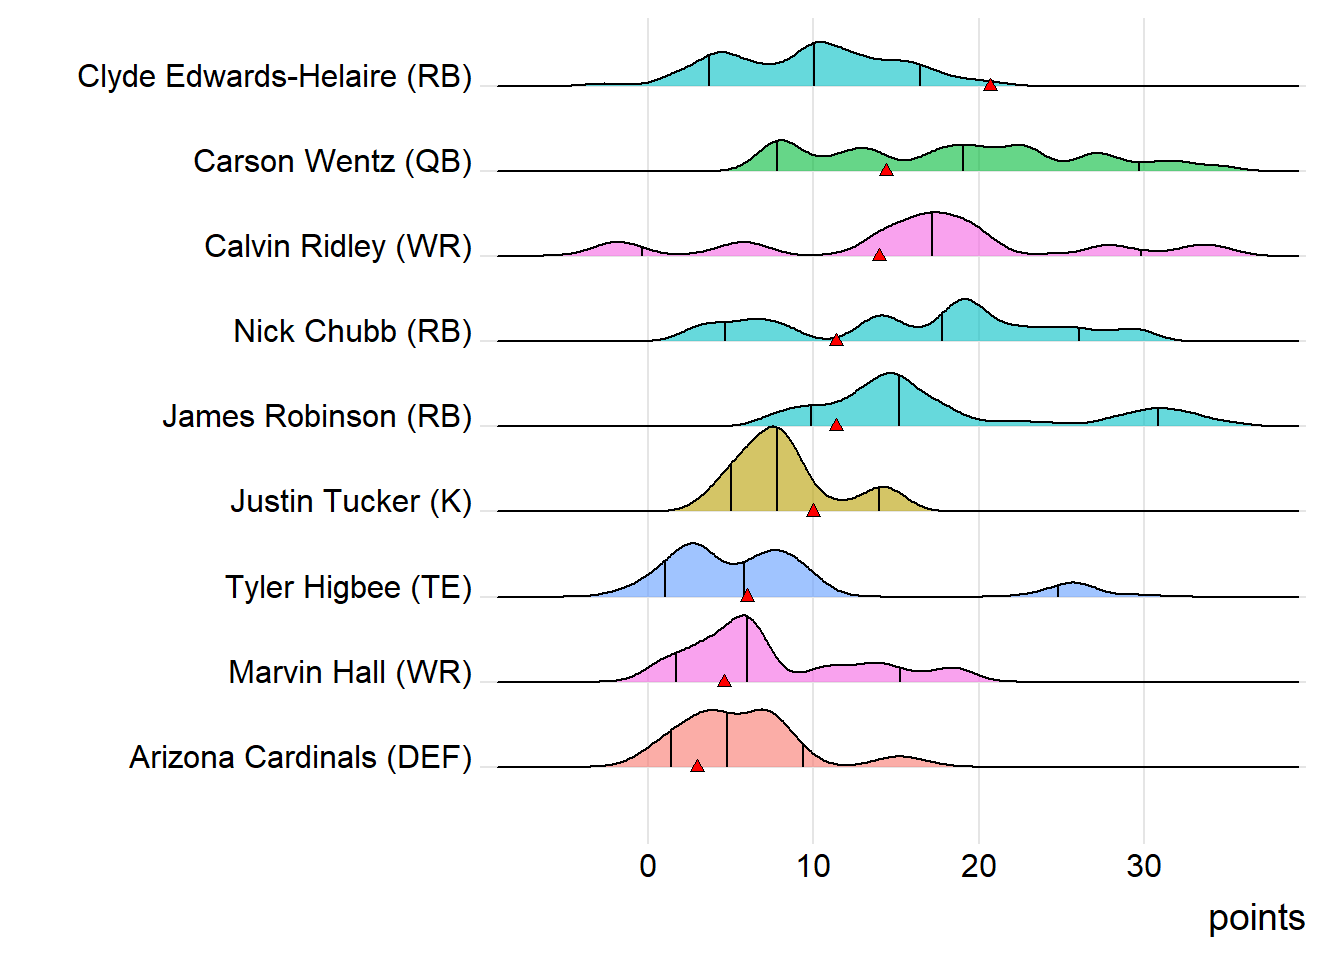 Clyde Edwards-Helaire (RB)
Carson Wentz (QB)
Calvin Ridley (WR)
Nick Chubb (RB)
James Robinson (RB)
Justin Tucker (K)
Tyler Higbee (TE)
Marvin Hall (WR)
Arizona Cardinals (DEF)
0 10 20 30
points